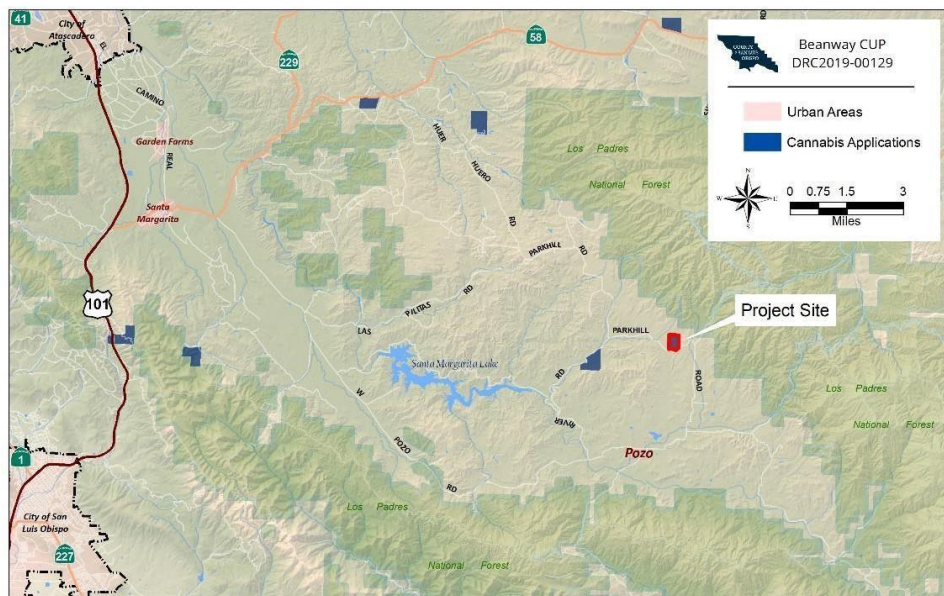 41
City of
Atascadero
EL
CAMINO
REAL
Garden Farms
Santa
Margarita
229
58
HUER
HUERO
RD
PARKHILL
RD
RD
Los Padres
National Forest
Beanway CUP
DRC2019-00129
Urban Areas
Cannabis Applications
N
W
E
S
0 0.75 1.5 3
Miles
101
LAS
PILITAS
RD
Santa Margarita Lake
PARKHILL
Project Site
ROAD
RD
RIVER
Pozo
W
POZO
RD
Los Padres
National Forest
Los Padres
National Forest
1
City of San
Luis Obispo
227